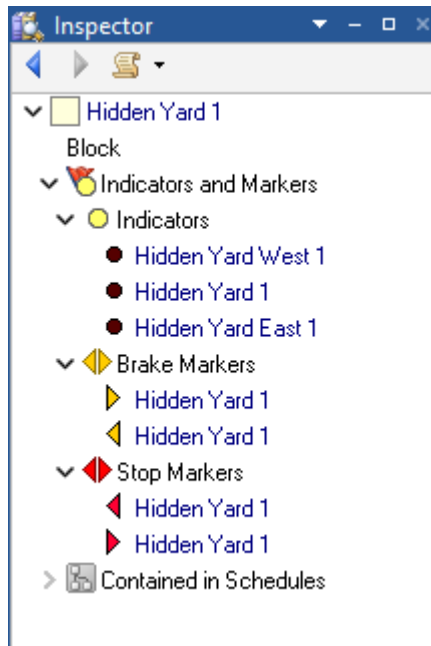 Inspector
Hidden Yard 1
Block
Indicators and Markers
Indicators
Hidden Yard West 1
Hidden Yard 1
Hidden Yard East 1
Brake Markers
Hidden Yard 1
Hidden Yard 1
Stop Markers
Hidden Yard 1
Hidden Yard 1
Contained in Schedules